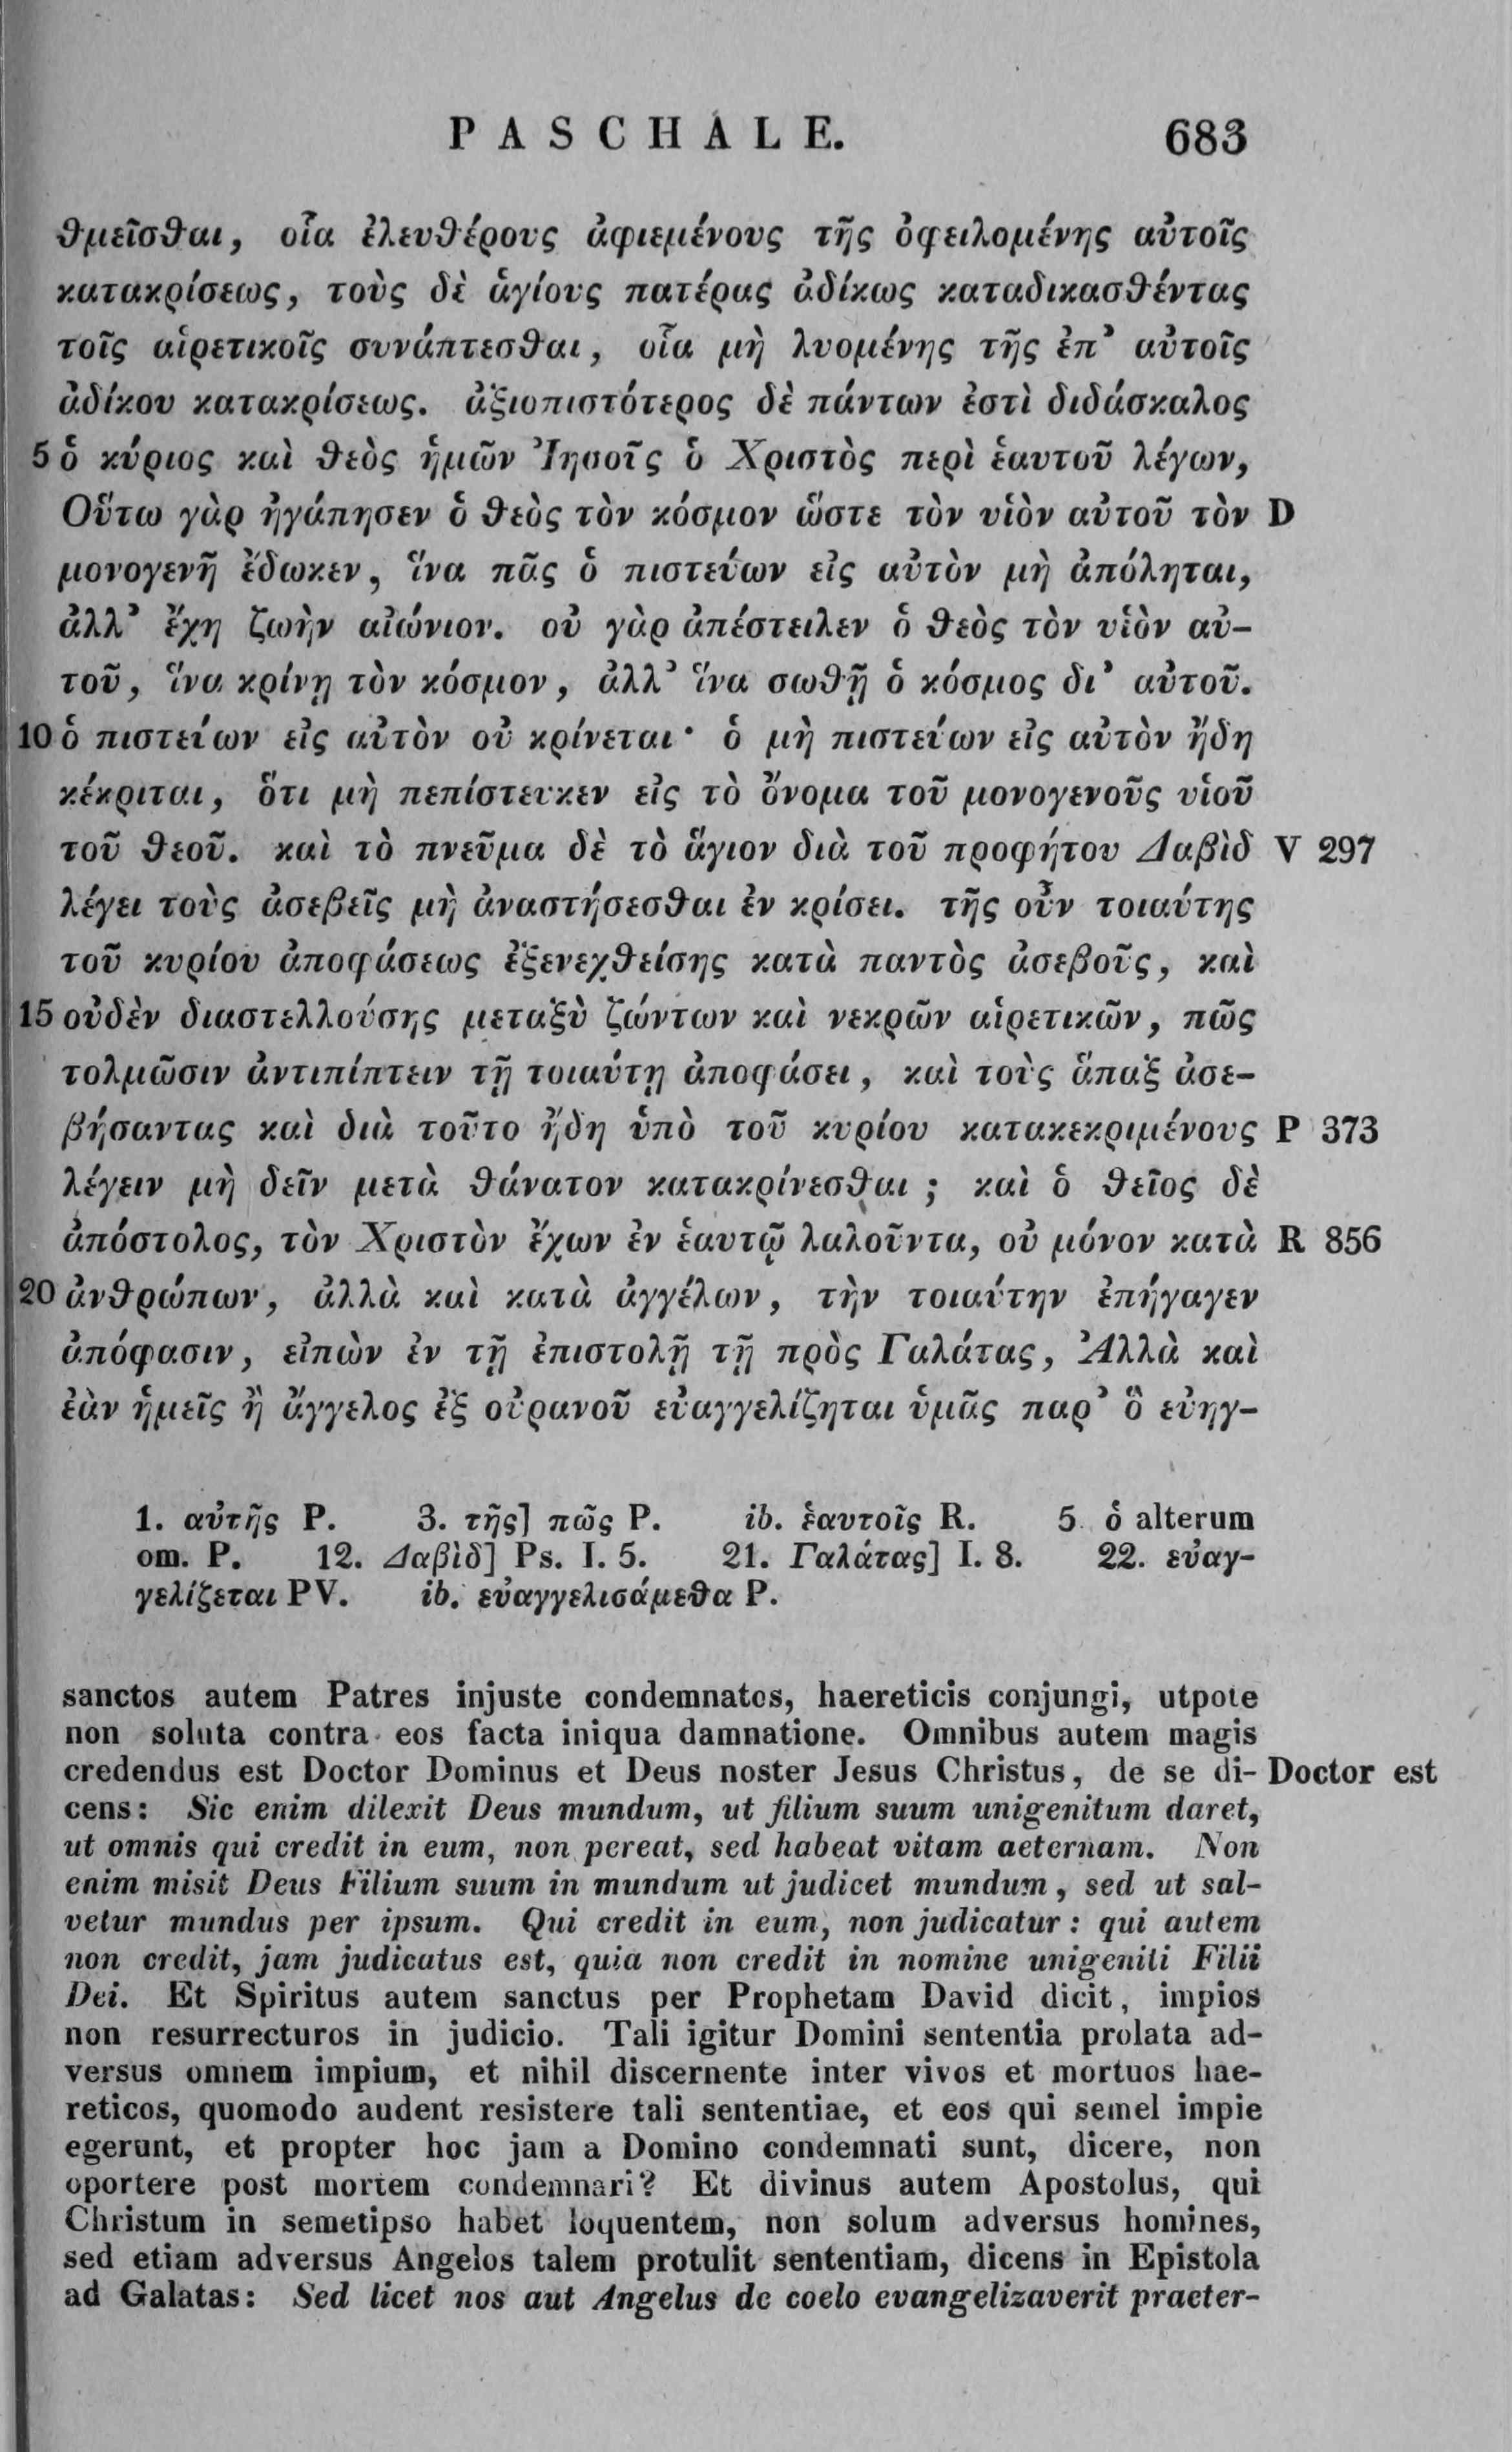 PASCHALE. 683
θμεῖσθαι, οἷα ἐλευθέρους ἀφιεμένους τῆς ὀφειλομένης αὐτοῖς
κατακρίσεως, τοὺς δὲ ἁγίους πατέρας ἀδίκως καταδικασθέντας
τοῖς αἱρετικοῖς συνάπτεσθαι, οἷα μὴ λυομένης τῆς ἐπ’ αὐτοῖς
ἀδίκου κατακρίσεως. ἀξιοπιστότερος δὲ πάντων ἐστὶ διδάσκαλος
5 ὁ κύριος καὶ θεὸς ἡμῶν Ἰησοῦς ὁ Χριστὸς περὶ ἑαυτοῦ λέγων,
Οὕτω γὰρ ἠγάπησεν ὁ θεὸς τὸν κόσμον ὥστε τὸν υἱὸν αὐτοῦ τὸν D
μονογενῆ ἔδωκεν, ἵνα πᾶς ὁ πιστεύων εἰς αὐτὸν μὴ ἀπόληται,
ἀλλ’ ἔχη ζωὴν αἰώνιον. οὐ γὰρ ἀπέστειλεν ὁ θεὸς τὸν υἱὸν αὐ-
τοῦ, ἵνα κρίνῃ τὸν κόσμον, ἀλλ’ ἵνα σωθῇ ὁ κόσμος δι’ αὐτοῦ.
10 ὁ πιστεύων εἰς αὐτὸν οὐ κρίνεται· ὁ μὴ πιστεύων εἰς αὐτὸν ἤδη
κέκριται, ὅτι μὴ πεπίστευκεν εἰς τὸ ὄνομα τοῦ μονογενοῦς υἱοῦ
τοῦ θεοῦ. καὶ τὸ πνεῦμα δὲ τὸ ἅγιον διὰ τοῦ προφήτου Δαβὶδ V 297
λέγει τοὺς ἀσεβεῖς μὴ ἀναστήσεσθαι ἐν κρίσει. τῆς οὖν τοιαύτης
τοῦ κυρίου ἀποφάσεως ἐξενεχθείσης κατὰ παντὸς ἀσεβοῦς, καὶ
15 οὐδὲν διαστελλούσης μεταξὺ ζώντων καὶ νεκρῶν αἱρετικῶν, πῶς
τολμῶσιν ἀντιπίπτειν τῇ τοιαύτῃ ἀποφάσει, καὶ τοὺς ἅπαξ ἀσε-
βήσαντας καὶ διὰ τοῦτο ἤδη ὑπὸ τοῦ κυρίου κατακεκριμένους P 373
λέγειν μὴ δεῖν μετὰ θάνατον κατακρίνεσθαι; καὶ ὁ θεῖος δὲ
ἀπόστολος, τὸν Χριστὸν ἔχων ἐν ἑαυτῷ λαλοῦντα, οὐ μόνον κατὰ R 856
20 ἀνθρώπων, ἀλλὰ καὶ κατὰ ἀγγέλων, τὴν τοιαύτην ἐπήγαγεν
ἀπόφασιν, εἰπὼν ἐν τῇ ἐπιστολῇ τῇ πρὸς Γαλάτας, Ἀλλὰ καὶ
ἐὰν ἡμεῖς ἢ ἄγγελος ἐξ οὐρανοῦ εὐαγγελίζηται ὑμᾶς παρ’ ὃ εὐηγ-
1. αὐτῆς P. 3. τῆς] πῶς P. ib. ἑαυτοῖς R. 5 ὁ alterum
om. P. 12. Δαβὶδ] Ps. I. 5. 21. Γαλάτας] I. 8. 22. εὐαγ-
γελίζεται PV. ib. εὐαγγελισάμεθα P.
sanctos autem Patres injuste condemnatos, haereticis conjungi, utpote
non soluta contra eos facta iniqua damnatione. Omnibus autem magis
credendus est Doctor Dominus et Deus noster Jesus Christus, de se di- Doctor est
cens: Sic enim dilexit Deus mundum, ut filium suum unigenitum daret,
ut omnis qui credit in eum, non pereat, sed habeat vitam aeternam. Non
enim misit Deus Filium suum in mundum ut judicet mundum, sed ut sal-
vetur mundus per ipsum. Qui credit in eum, non judicatur: qui autem
non credit, jam judicatus est, quia non credit in nomine unigeniti Filii
Dei. Et Spiritus autem sanctus per Prophetam David dicit, impios
non resurrecturos in judicio. Tali igitur Domini sententia prolata ad-
versus omnem impium, et nihil discernente inter vivos et mortuos hae-
reticos, quomodo audent resistere tali sententiae, et eos qui semel impie
egerunt, et propter hoc jam a Domino condemnati sunt, dicere, non
oportere post mortem condemnari? Et divinus autem Apostolus, qui
Christum in semetipso habet loquentem, non solum adversus homines,
sed etiam adversus Angelos talem protulit sententiam, dicens in Epistola
ad Galatas: Sed licet nos aut Angelus de coelo evangelizaverit praeter-